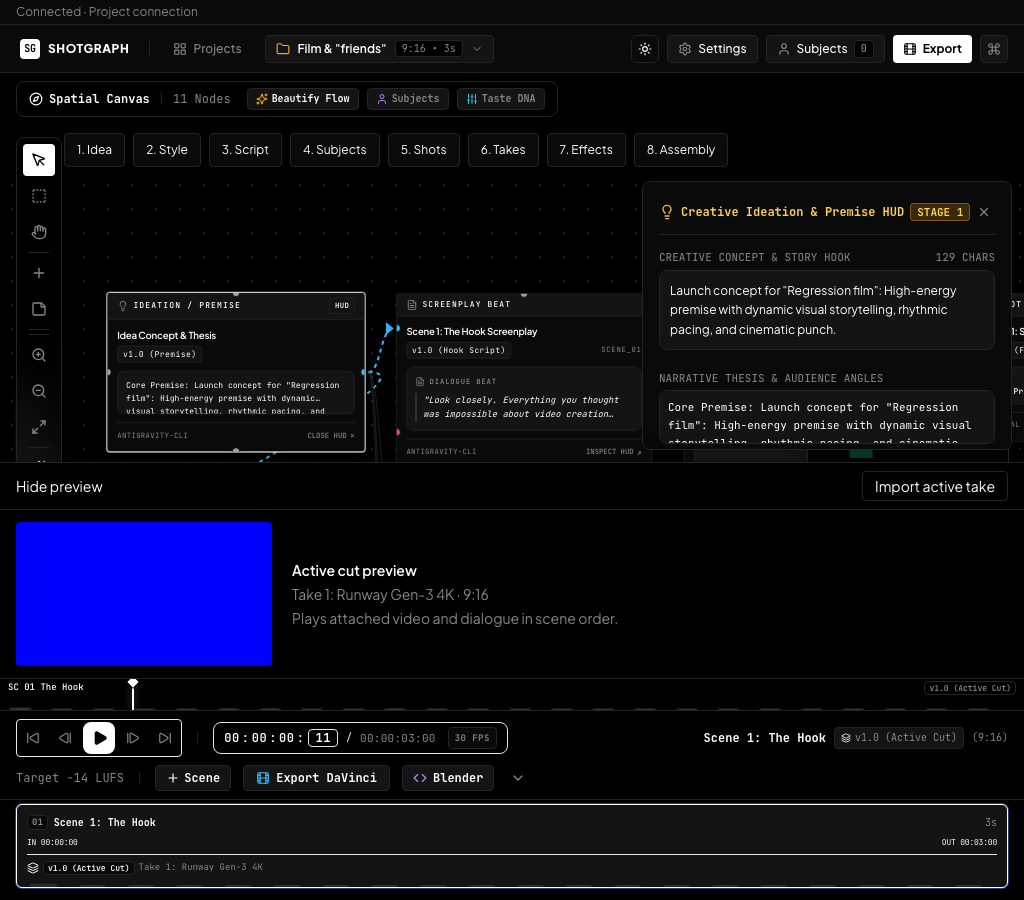 Connected · Project connection
SG SHOTGRAPH Projects Film & "friends" 9:16 • 3s Settings Subjects 0 Export ⌘
Spatial Canvas 11 Nodes Beautify Flow Subjects Taste DNA
1. Idea 2. Style 3. Script 4. Subjects 5. Shots 6. Takes 7. Effects 8. Assembly
Creative Ideation & Premise HUD STAGE 1
CREATIVE CONCEPT & STORY HOOK 129 CHARS
Launch concept for "Regression film": High-energy
premise with dynamic visual storytelling, rhythmic
pacing, and cinematic punch.
NARRATIVE THESIS & AUDIENCE ANGLES
Core Premise: Launch concept for "Regression
film": High-energy premise with dynamic visual
storytelling, rhythmic pacing, and cinematic
IDEATION / PREMISE HUD
Idea Concept & Thesis
v1.0 (Premise)
Core Premise: Launch concept for "Regression
film": High-energy premise with dynamic…
visual storytelling, rhythmic pacing, and
ANTIGRAVITY-CLI CLOSE HUD ×
SCREENPLAY BEAT
Scene 1: The Hook Screenplay
v1.0 (Hook Script) SCENE_01
DIALOGUE BEAT
"Look closely. Everything you thought
was impossible about video creation…
ANTIGRAVITY-CLI INSPECT HUD ↗
Hide preview Import active take
Active cut preview
Take 1: Runway Gen-3 4K · 9:16
Plays attached video and dialogue in scene order.
SC 01 The Hook v1.0 (Active Cut)
00:00:00:11 / 00:00:03:00 30 FPS Scene 1: The Hook v1.0 (Active Cut) (9:16)
Target -14 LUFS + Scene Export DaVinci Blender
01 Scene 1: The Hook 3s
IN 00:00:00 OUT 00:03:00
v1.0 (Active Cut) Take 1: Runway Gen-3 4K